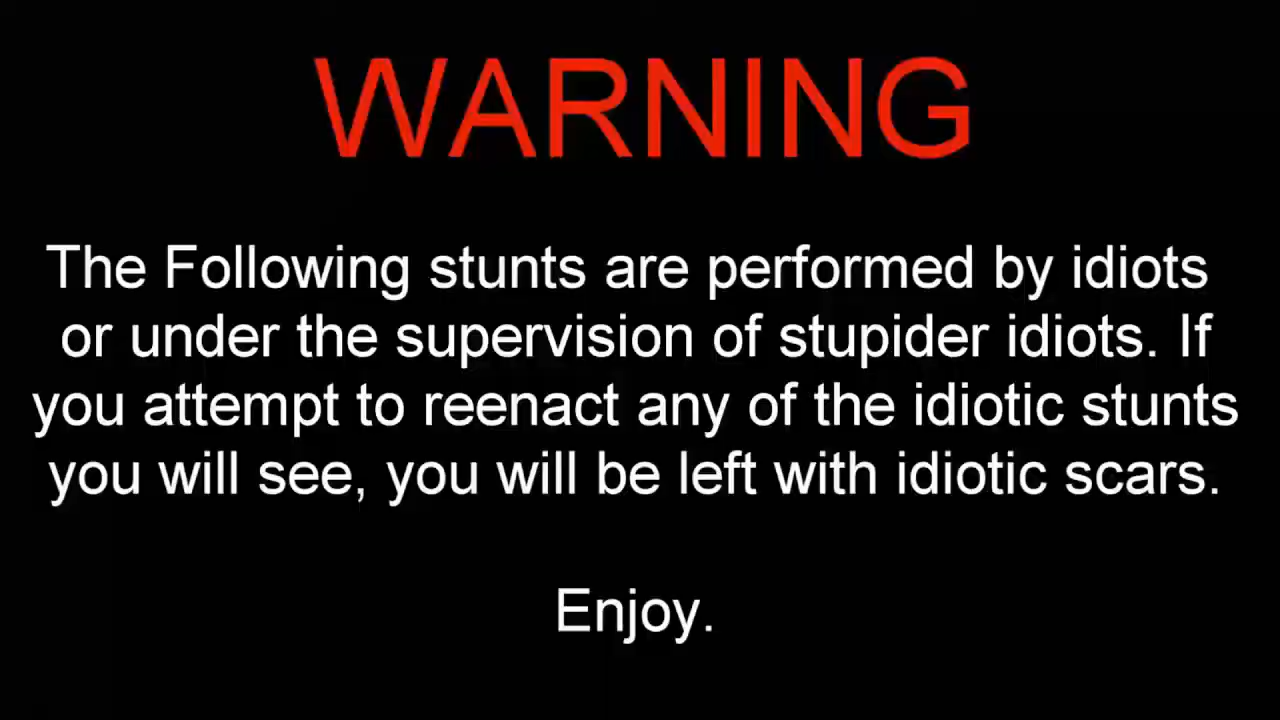 WARNING
The Following stunts are performed by idiots
or under the supervision of stupider idiots. If
you attempt to reenact any of the idiotic stunts
you will see, you will be left with idiotic scars.
Enjoy.